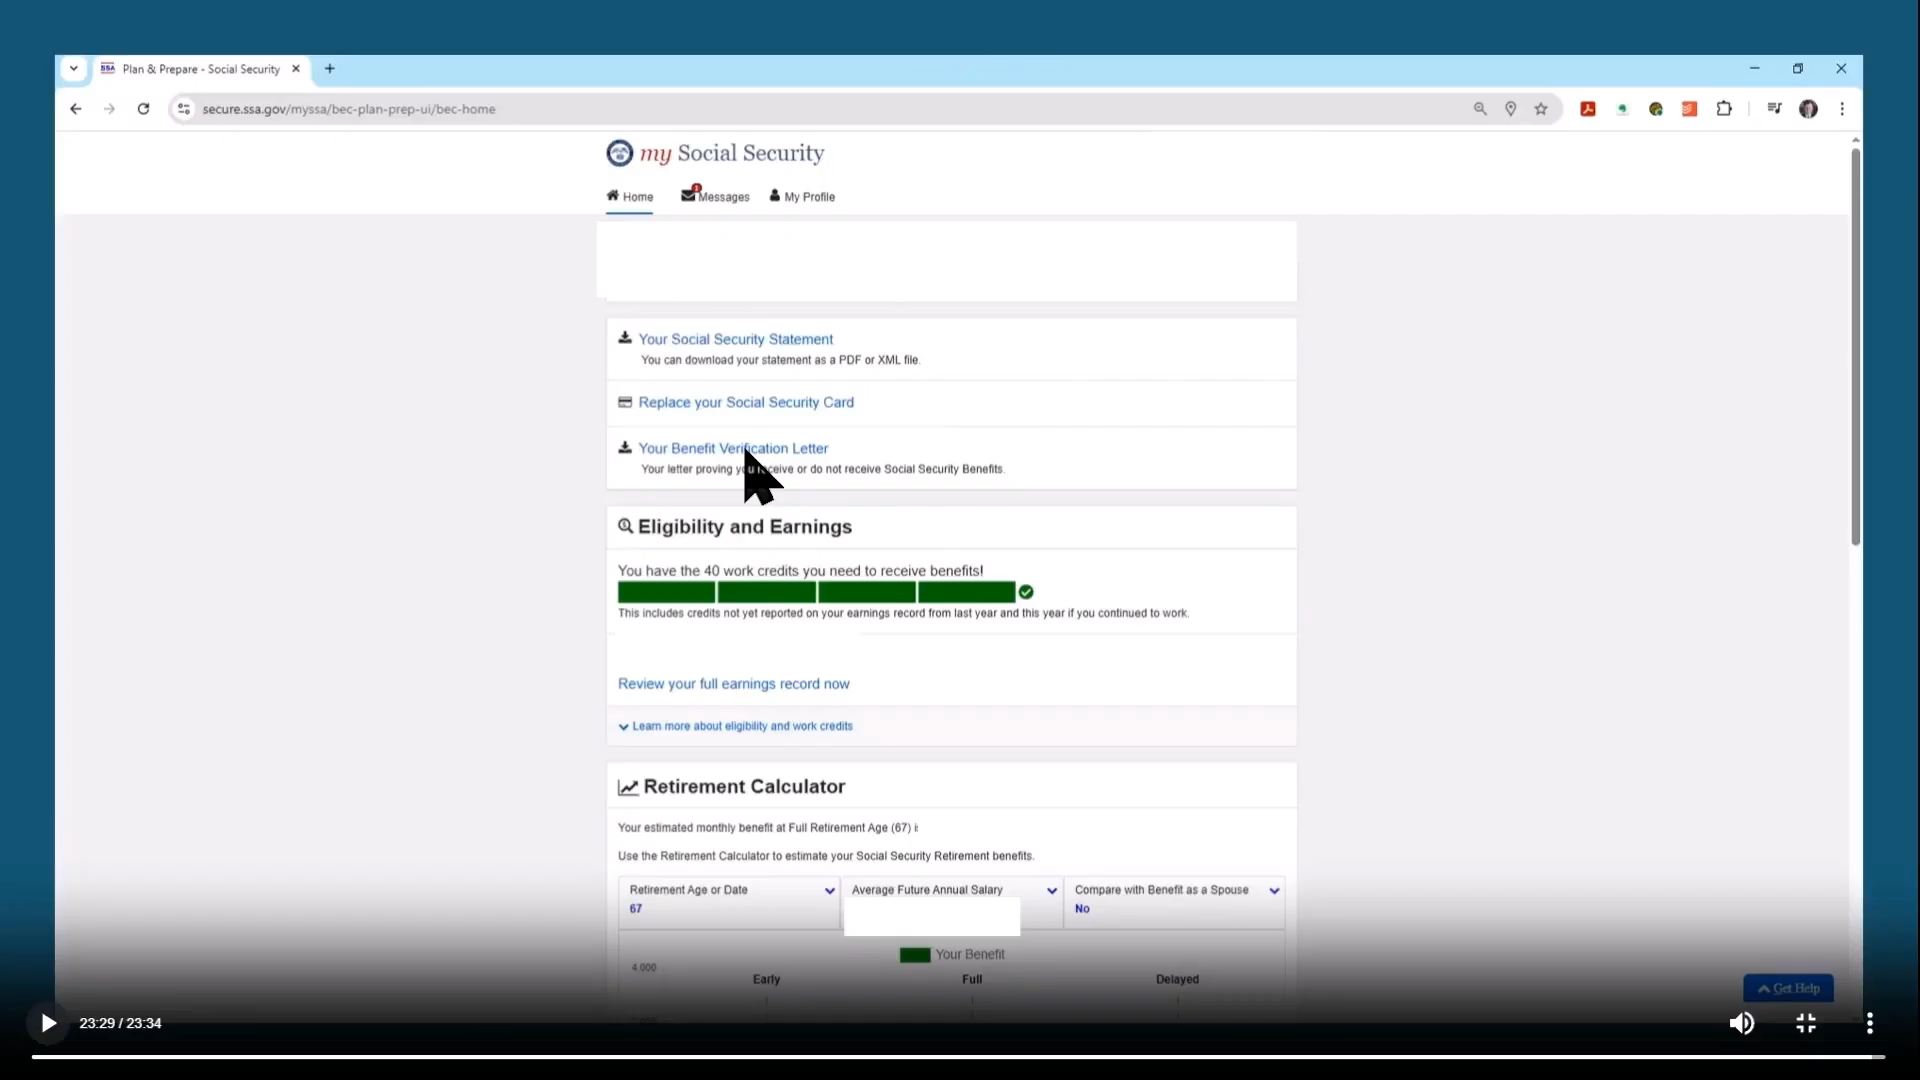 Plan & Prepare - Social Security
secure.ssa.gov/myssa/bec-plan-prep-ui/bec-home
my Social Security
Home
1
Messages
My Profile
Your Social Security Statement
You can download your statement as a PDF or XML file.
Replace your Social Security Card
Your Benefit Verification Letter
Your letter proving you receive or do not receive Social Security Benefits.
Eligibility and Earnings
You have the 40 work credits you need to receive benefits!
This includes credits not yet reported on your earnings record from last year and this year if you continued to work.
Review your full earnings record now
Learn more about eligibility and work credits
Retirement Calculator
Your estimated monthly benefit at Full Retirement Age (67) i
Use the Retirement Calculator to estimate your Social Security Retirement benefits.
Retirement Age or Date
67
Average Future Annual Salary
Compare with Benefit as a Spouse
No
Your Benefit
4,000
Early
Full
Delayed
Get Help
23:29 / 23:34